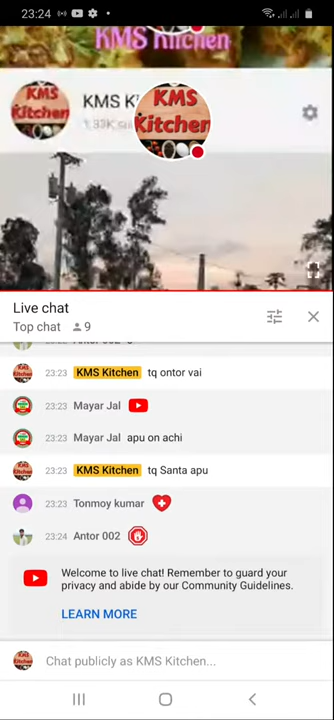 23:24
KMS Kitchen
KMS
Kitchen
KMS K
KMS
Kitchen
1.33K
Live chat
Top chat 9
23:23 KMS Kitchen tq ontor vai
23:23 Mayar Jal
23:23 Mayar Jal apu on achi
23:23 KMS Kitchen tq Santa apu
23:23 Tonmoy kumar
23:24 Antor 002
Welcome to live chat! Remember to guard your
privacy and abide by our Community Guidelines.
LEARN MORE
Chat publicly as KMS Kitchen...